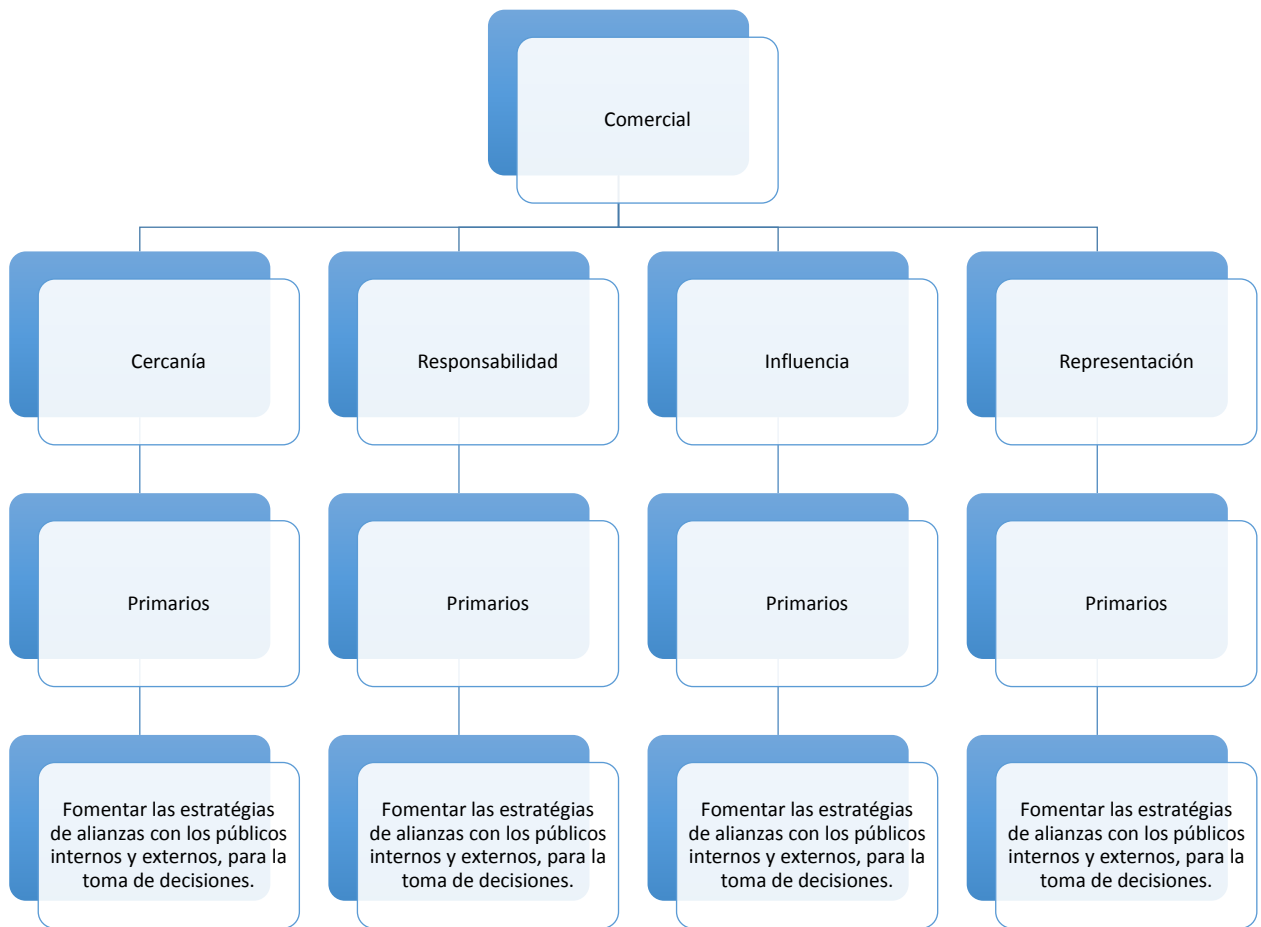 Comercial
Cercanía
Responsabilidad
Influencia
Representación
Primarios
Primarios
Primarios
Primarios
Fomentar las estratégias
de alianzas con los públicos
internos y externos, para la
toma de decisiones.
Fomentar las estratégias
de alianzas con los públicos
internos y externos, para la
toma de decisiones.
Fomentar las estratégias
de alianzas con los públicos
internos y externos, para la
toma de decisiones.
Fomentar las estratégias
de alianzas con los públicos
internos y externos, para la
toma de decisiones.